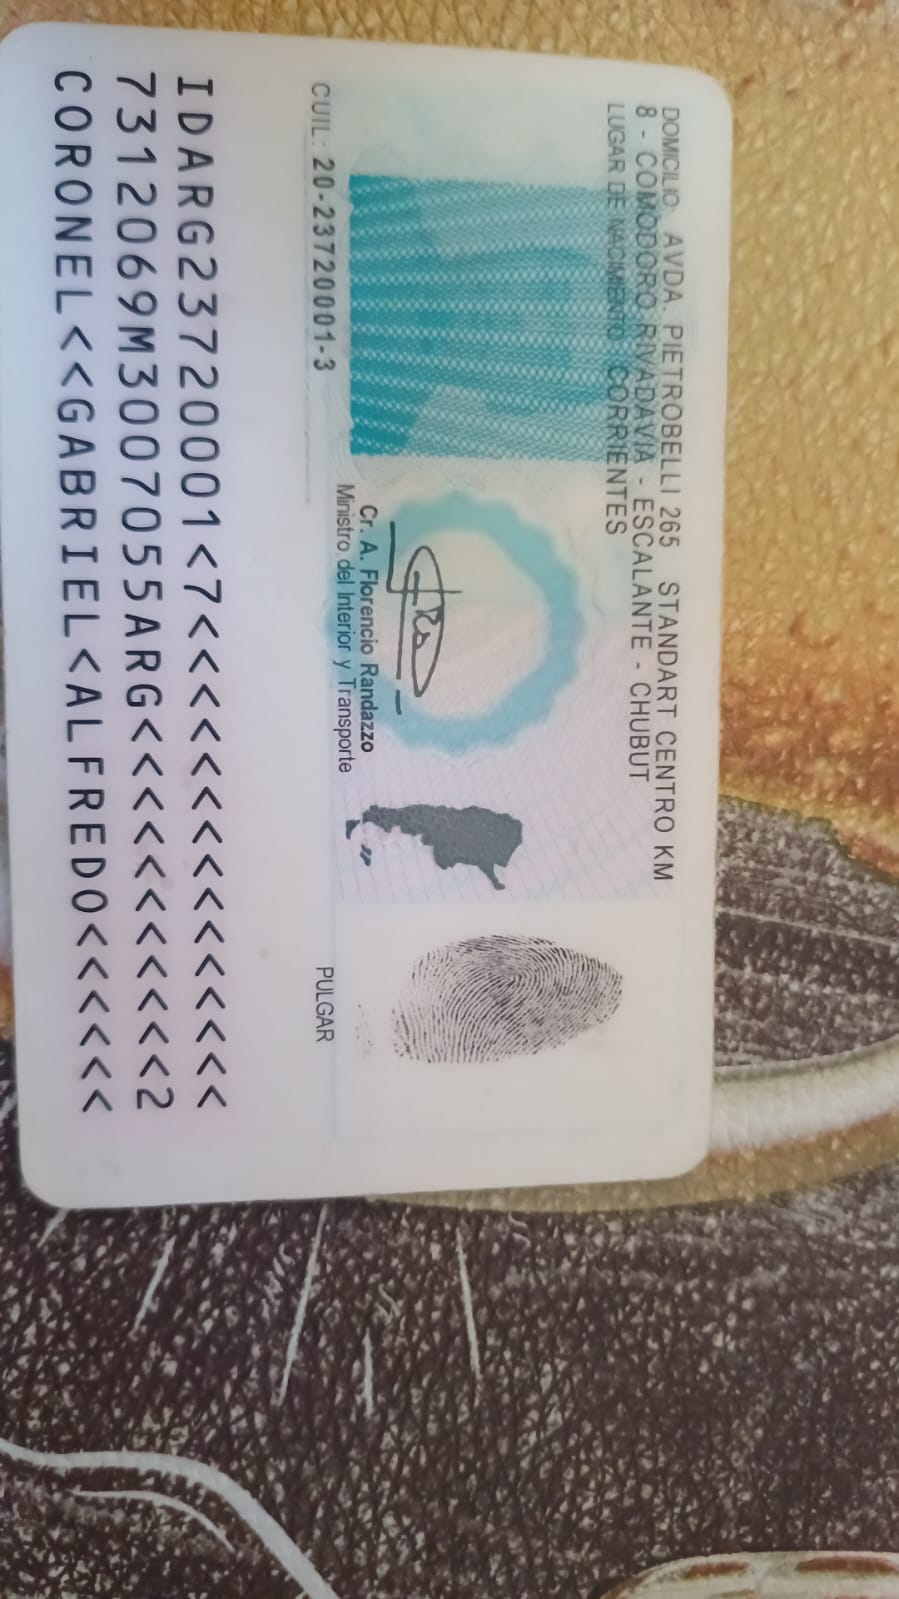 DOMICILIO: AVDA. PIETROBELLI 265 STANDART CENTRO KM
8 - COMODORO RIVADAVIA - ESCALANTE - CHUBUT
LUGAR DE NACIMIENTO: CORRIENTES
Cr. A. Florencio Randazzo
Ministro del Interior y Transporte
CUIL: 20-23720001-3
PULGAR
IDARG23720001<7<<<<<<<<<<<<<<<
7312069M3007055ARG<<<<<<<<<<<2
CORONEL<<GABRIEL<ALFREDO<<<<<<